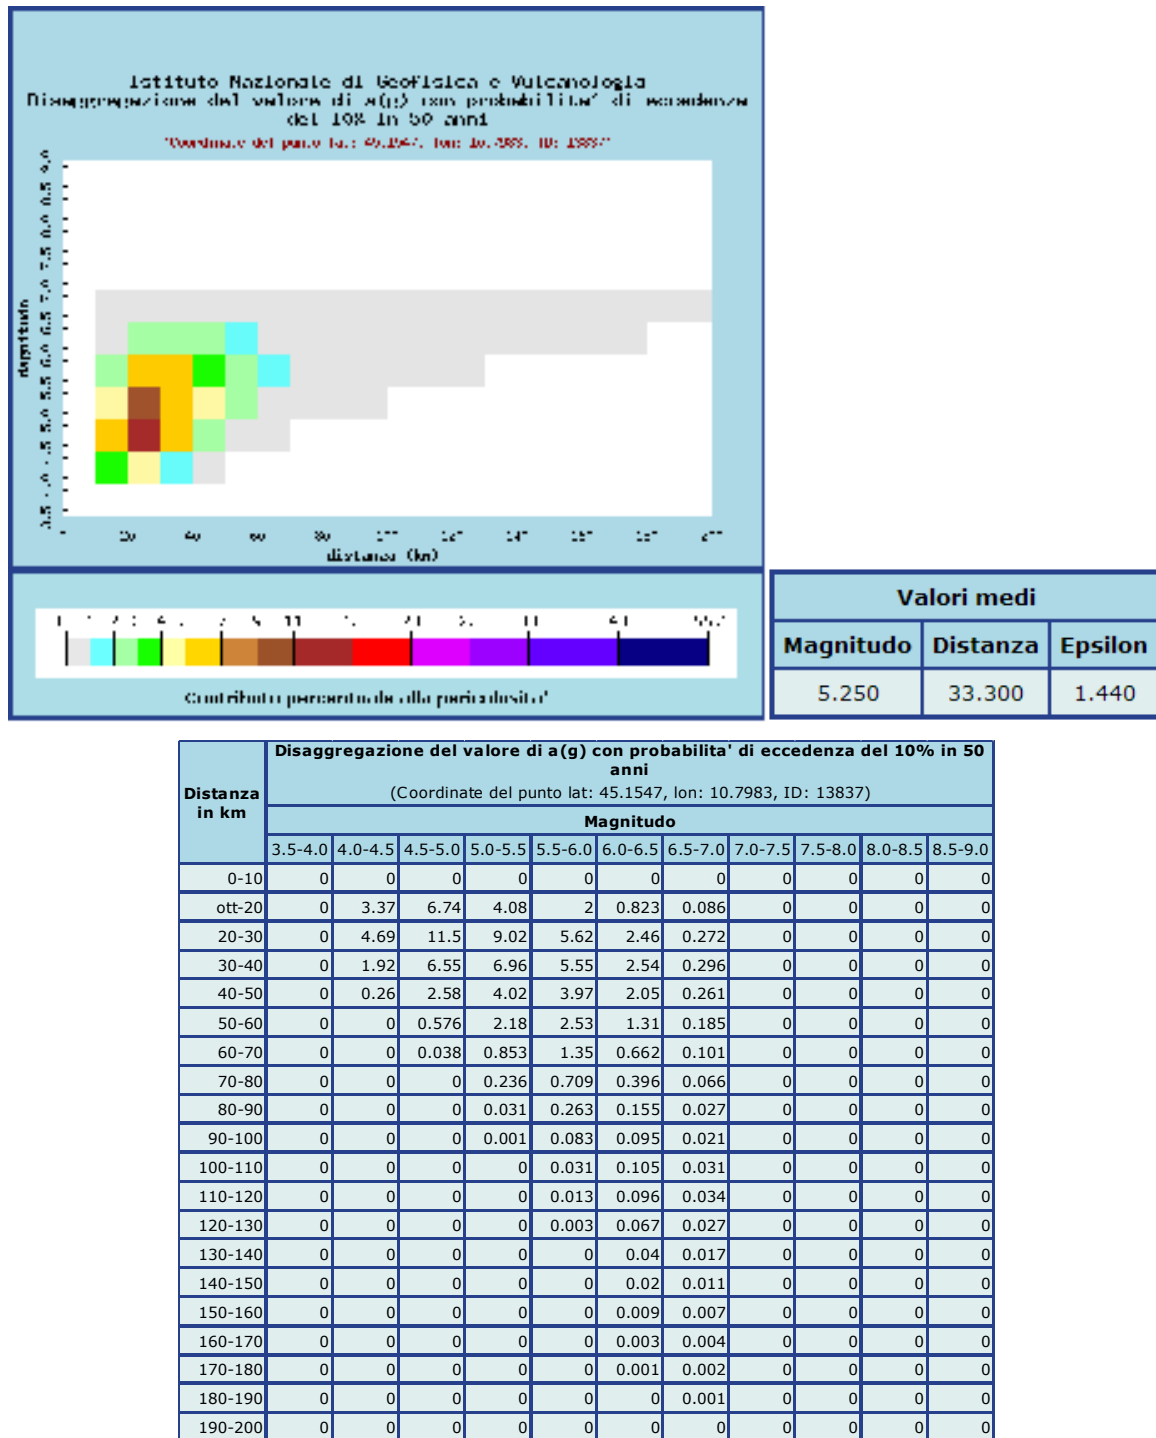 Istituto Nazionale di Geofisica e Vulcanologia
Disaggregazione del valore di a(g) con probabilita' di eccedenza
del 10% in 50 anni
(Coordinate del punto lat: 45.1547, lon: 10.7983, ID: 13837)
magnitudo
20 40 60 80
distanza (km)
Contributo percentuale alla pericolosita'
Valori medi
Magnitudo Distanza Epsilon
5.250 33.300 1.440
Distanza in km
Disaggregazione del valore di a(g) con probabilita' di eccedenza del 10% in 50
anni
(Coordinate del punto lat: 45.1547, lon: 10.7983, ID: 13837)
Magnitudo
3.5-4.0 4.0-4.5 4.5-5.0 5.0-5.5 5.5-6.0 6.0-6.5 6.5-7.0 7.0-7.5 7.5-8.0 8.0-8.5 8.5-9.0
0-10 0 0 0 0 0 0 0 0 0 0 0
ott-20 0 3.37 6.74 4.08 2 0.823 0.086 0 0 0 0
20-30 0 4.69 11.5 9.02 5.62 2.46 0.272 0 0 0 0
30-40 0 1.92 6.55 6.96 5.55 2.54 0.296 0 0 0 0
40-50 0 0.26 2.58 4.02 3.97 2.05 0.261 0 0 0 0
50-60 0 0 0.576 2.18 2.53 1.31 0.185 0 0 0 0
60-70 0 0 0.038 0.853 1.35 0.662 0.101 0 0 0 0
70-80 0 0 0 0.236 0.709 0.396 0.066 0 0 0 0
80-90 0 0 0 0.031 0.263 0.155 0.027 0 0 0 0
90-100 0 0 0 0.001 0.083 0.095 0.021 0 0 0 0
100-110 0 0 0 0 0.031 0.105 0.031 0 0 0 0
110-120 0 0 0 0 0.013 0.096 0.034 0 0 0 0
120-130 0 0 0 0 0.003 0.067 0.027 0 0 0 0
130-140 0 0 0 0 0 0.04 0.017 0 0 0 0
140-150 0 0 0 0 0 0.02 0.011 0 0 0 0
150-160 0 0 0 0 0 0.009 0.007 0 0 0 0
160-170 0 0 0 0 0 0.003 0.004 0 0 0 0
170-180 0 0 0 0 0 0.001 0.002 0 0 0 0
180-190 0 0 0 0 0 0 0.001 0 0 0 0
190-200 0 0 0 0 0 0 0 0 0 0 0